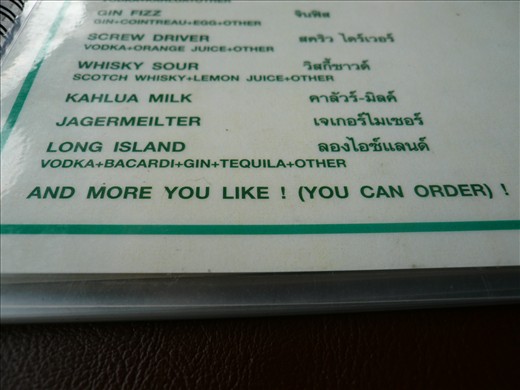 GIN FIZZ จินฟิส
GIN+COINTREAU+EGG+OTHER
SCREW DRIVER สคริว ไดร์เวอร์
VODKA+ORANGE JUICE+OTHER
WHISKY SOUR วิสกี้ซาวด์
SCOTCH WHISKY+LEMON JUICE+OTHER
KAHLUA MILK คาลัวร์-มิลค์
JAGERMEILTER เจเกอร์ไมเซอร์
LONG ISLAND ลองไอซ์แลนด์
VODKA+BACARDI+GIN+TEQUILA+OTHER
AND MORE YOU LIKE ! (YOU CAN ORDER) !